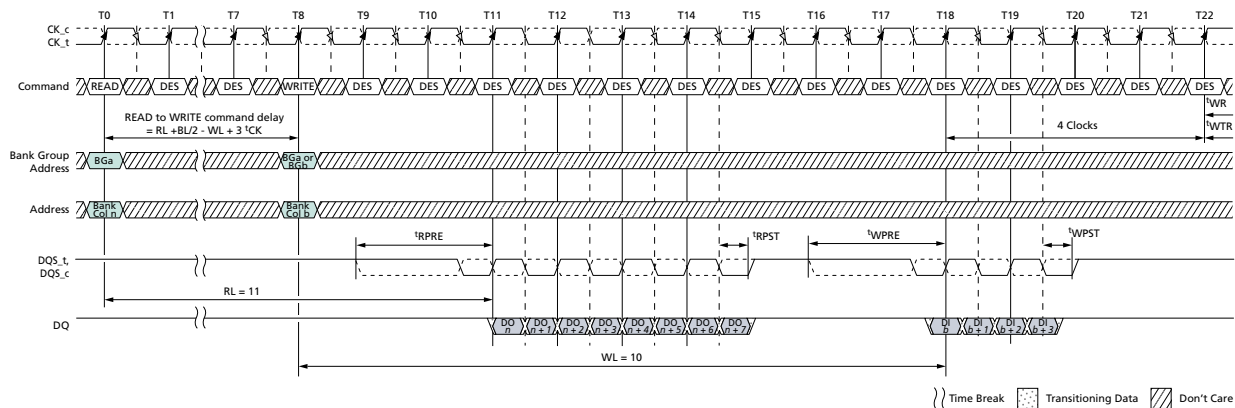 T0 T1 T7 T8 T9 T10 T11 T12 T13 T14 T15 T16 T17 T18 T19 T20 T21 T22
CK_c
CK_t
Command READ DES DES WRITE DES DES DES DES DES DES DES DES DES DES DES DES DES DES
READ to WRITE command delay
= RL +BL/2 - WL + 3 tCK
4 Clocks
tWR
tWTR
Bank Group
Address
BGa
BGa or
BGb
Address
Bank
Col n
Bank
Col b
tRPRE
tRPST
tWPRE
tWPST
DQS_t,
DQS_c
RL = 11
DQ
DO
n
DO
n + 1
DO
n + 2
DO
n + 3
DO
n + 4
DO
n + 5
DO
n + 6
DO
n + 7
DI
b
DI
b + 1
DI
b + 2
DI
b + 3
WL = 10
Time Break Transitioning Data Don't Care